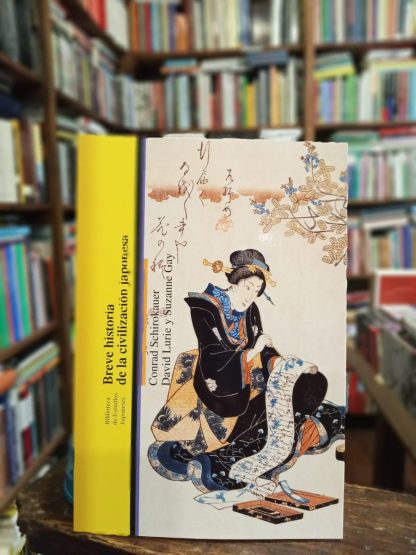 Breve historia
de la civilización japonesa
Biblioteca
de Estudios
Japoneses
Conrad Schirokauer
David Lurie y Suzanne Gay